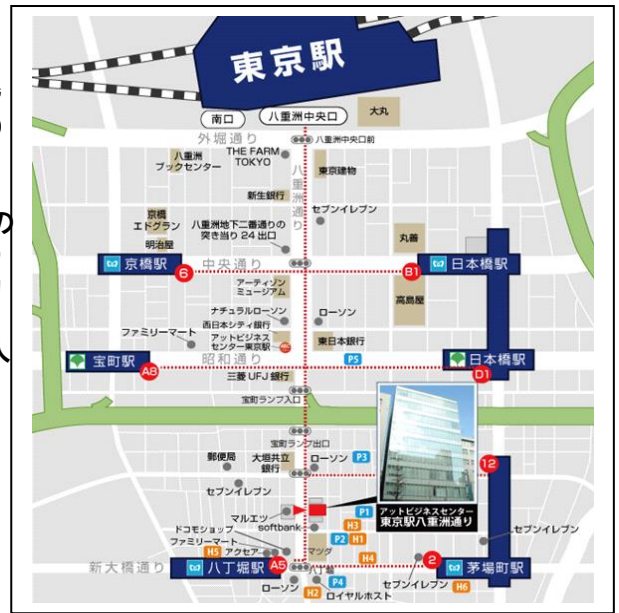 東京駅
南口
八重洲中央口
大丸
外堀通り
八重洲中央口前
八重洲
ブックセンター
THE FARM
TOKYO
八重洲通り
東京建物
新生銀行
セブンイレブン
京橋
エドグラン
明治屋
八重洲地下二番通りの
突き当り 24 出口
丸善
京橋駅
6
中央通り
B1
日本橋駅
アーティゾン
ミュージアム
高島屋
ナチュラルローソン
ローソン
西日本シティ銀行
ファミリーマート
アットビジネス
センター東京駅
東日本銀行
昭和通り
P5
宝町駅
A8
日本橋駅
D1
三菱UFJ銀行
宝町ランプ入口
宝町ランプ出口
郵便局
大垣共立
銀行
ローソン
P3
12
セブンイレブン
マルエツ
P1
アットビジネスセンター
東京駅八重洲通り
softbank
H3
ドコモショップ
P2
H1
セブンイレブン
ファミリーマート
H5
アクセア
マツダ
H4
新大橋通り
八丁堀駅
A5
八丁堀
2
茅場町駅
P4
セブンイレブン
H6
ローソン
H2
ロイヤルホスト
の
人